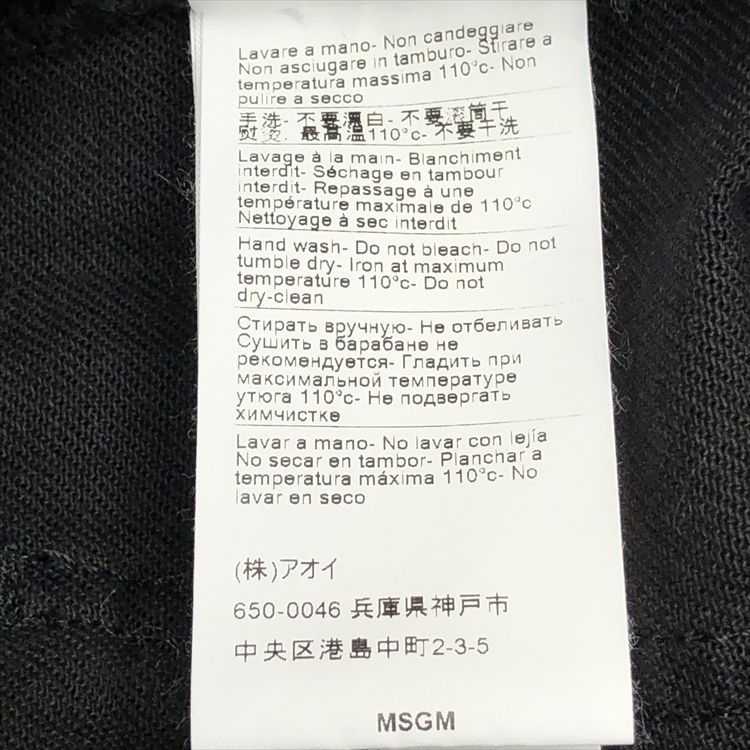 Lavare a mano- Non candeggiare
Non asciugare in tamburo- Stirare a
temperatura massima 110°c- Non
pulire a secco
手洗- 不要漂白- 不要滚筒干
熨烫. 最高温110°c- 不要干洗
Lavage à la main- Blanchiment
interdit- Séchage en tambour
interdit- Repassage à une
température maximale de 110°c
Nettoyage à sec interdit
Hand wash- Do not bleach- Do not
tumble dry- Iron at maximum
temperature 110°c- Do not
dry-clean
Стирать вручную- Не отбеливать
Сушить в барабане не
рекомендуется- Гладить при
максимальной температуре
утюга 110°c- Не подвергать
химчистке
Lavar a mano- No lavar con lejía
No secar en tambor- Planchar a
temperatura máxima 110°c- No
lavar en seco
(株)アオイ
650-0046 兵庫県神戸市
中央区港島中町2-3-5
MSGM